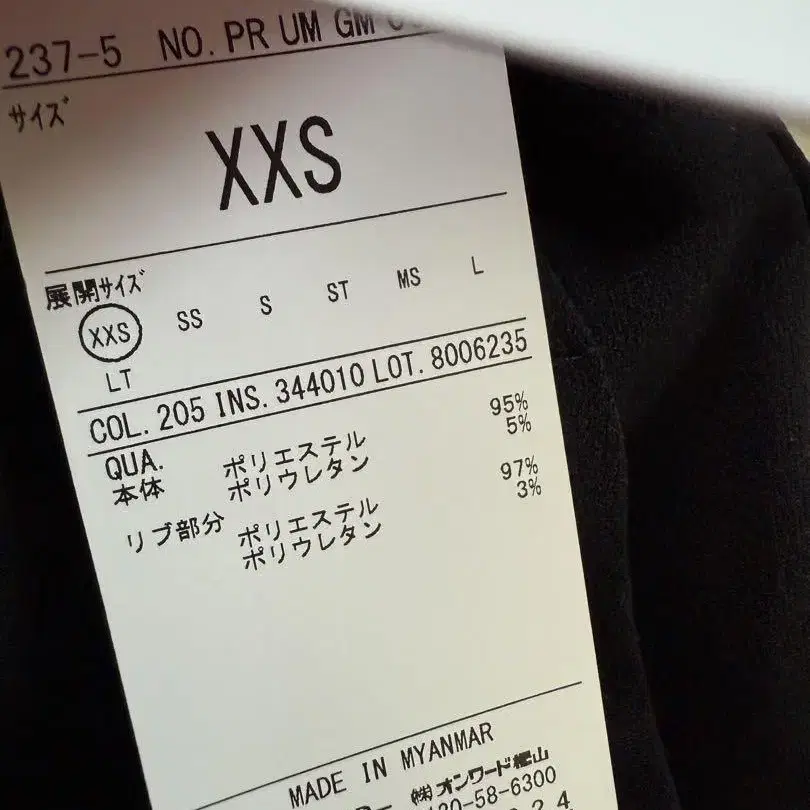 237-5 NO. PR UM GM
サイズ
XXS
展開サイズ
XXS SS S ST MS L
LT
COL. 205 INS. 344010 LOT. 8006235
QUA.
本体 ポリエステル 95%
ポリウレタン 5%
リブ部分 ポリエステル 97%
ポリウレタン 3%
MADE IN MYANMAR
㈱オンワード樫山
20-58-6300